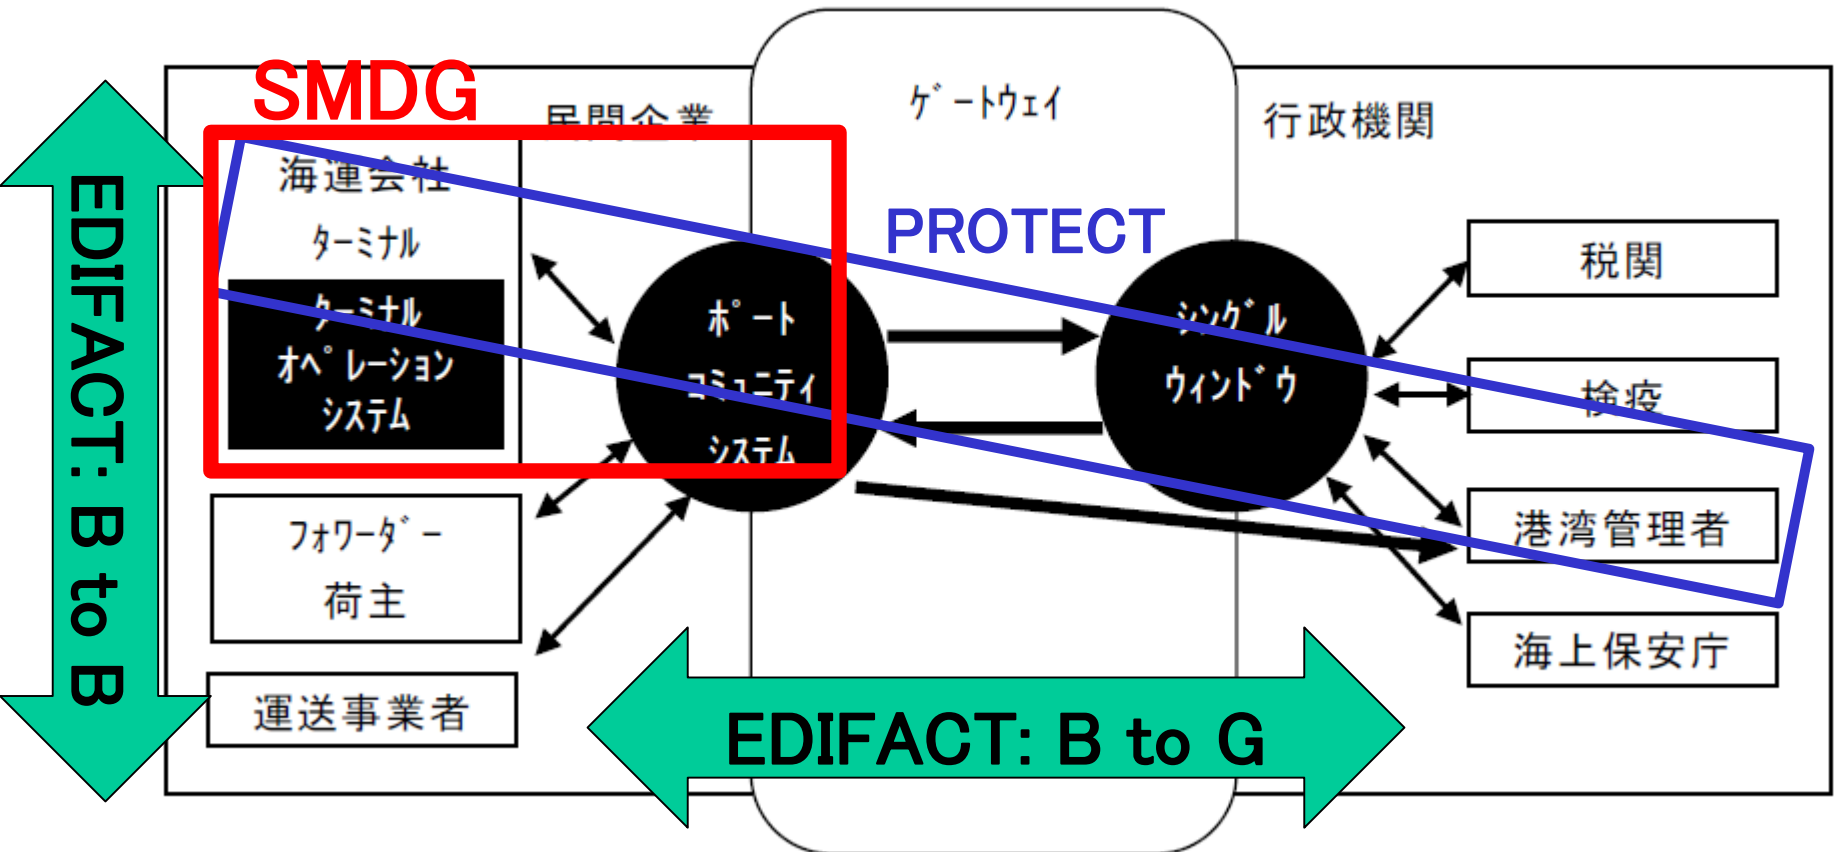 SMDG
民間企業
ｹﾞｰﾄｳｪｲ
行政機関
海運会社
ﾀｰﾐﾅﾙ
ﾀｰﾐﾅﾙ
ｵﾍﾟﾚｰｼｮﾝ
ｼｽﾃﾑ
ﾌｫﾜｰﾀﾞｰ
荷主
運送事業者
ﾎﾟｰﾄ
ｺﾐｭﾆﾃｨ
ｼｽﾃﾑ
PROTECT
ｼﾝｸﾞﾙ
ｳｨﾝﾄﾞｳ
税関
検疫
港湾管理者
海上保安庁
EDIFACT: B to B
EDIFACT: B to G